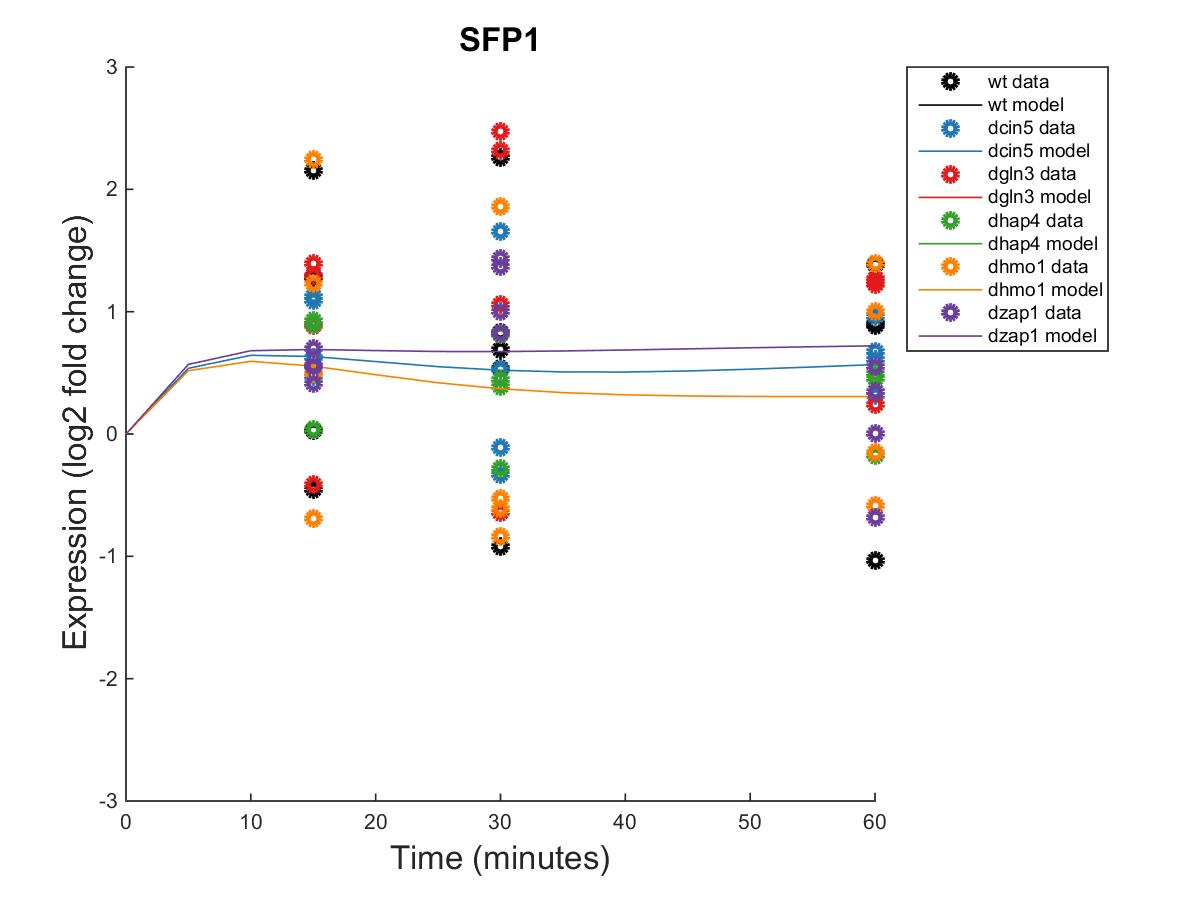 SFP1
3
2
1
0
-1
-2
-3
Expression (log2 fold change)
0 10 20 30 40 50 60
Time (minutes)
wt data
wt model
dcin5 data
dcin5 model
dgln3 data
dgln3 model
dhap4 data
dhap4 model
dhmo1 data
dhmo1 model
dzap1 data
dzap1 model